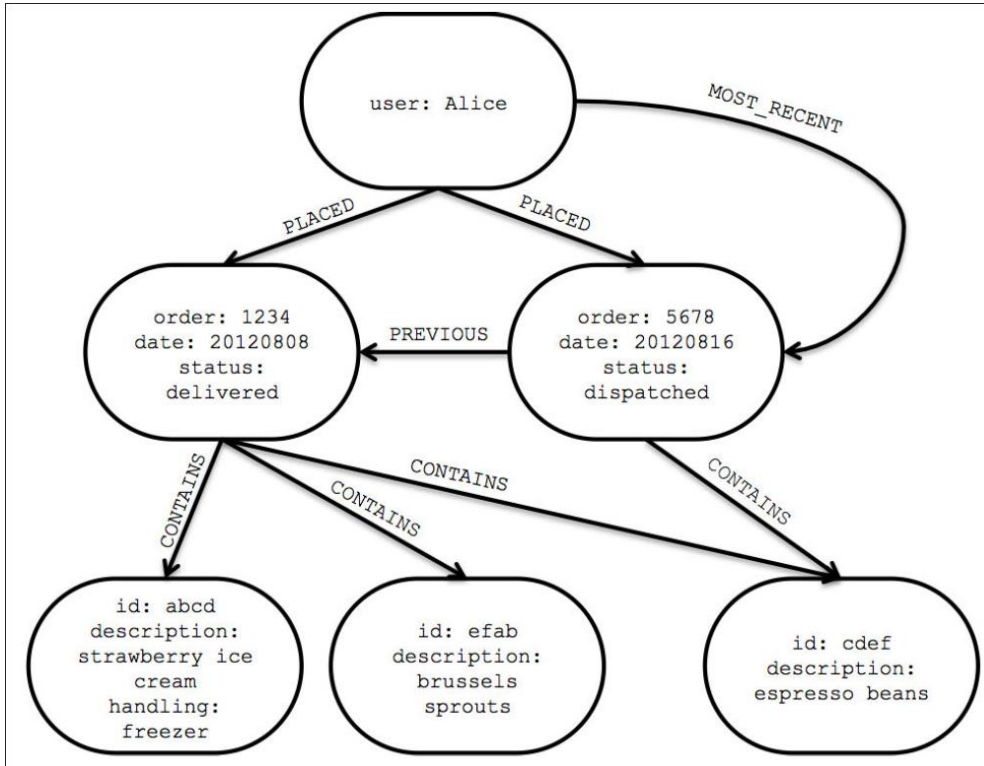 user: Alice
MOST_RECENT
PLACED
PLACED
order: 1234
date: 20120808
status:
delivered
PREVIOUS
order: 5678
date: 20120816
status:
dispatched
CONTAINS
CONTAINS
CONTAINS
CONTAINS
id: abcd
description:
strawberry ice
cream
handling:
freezer
id: efab
description:
brussels
sprouts
id: cdef
description:
espresso beans